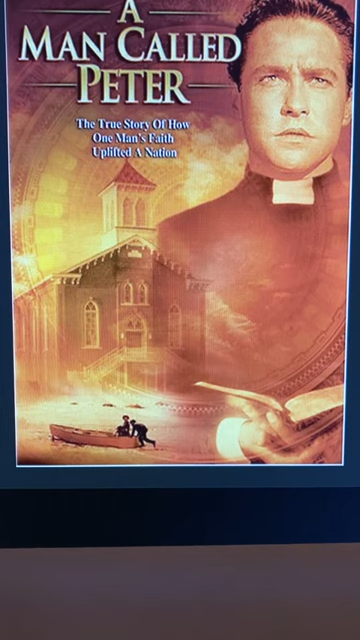 A
MAN CALLED
PETER
The True Story Of How
One Man's Faith
Uplifted A Nation